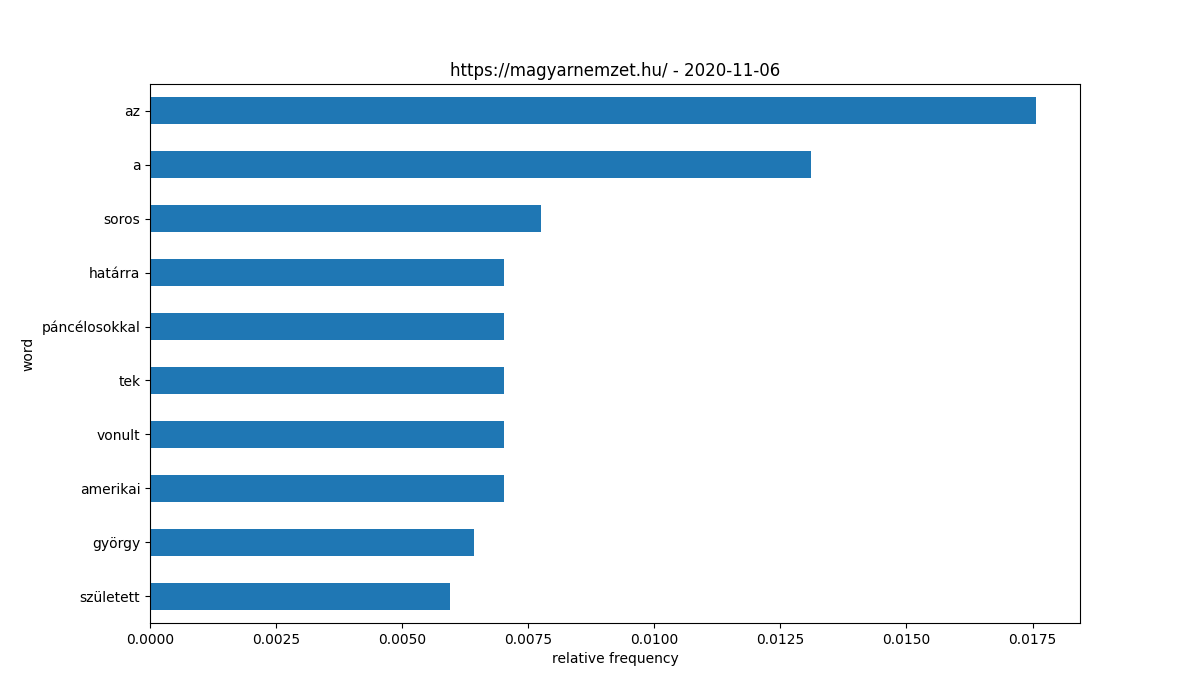 https://magyarnemzet.hu/ - 2020-11-06
az
a
soros
határra
páncélosokkal
tek
vonult
amerikai
györgy
született
word
0.0000 0.0025 0.0050 0.0075 0.0100 0.0125 0.0150 0.0175
relative frequency